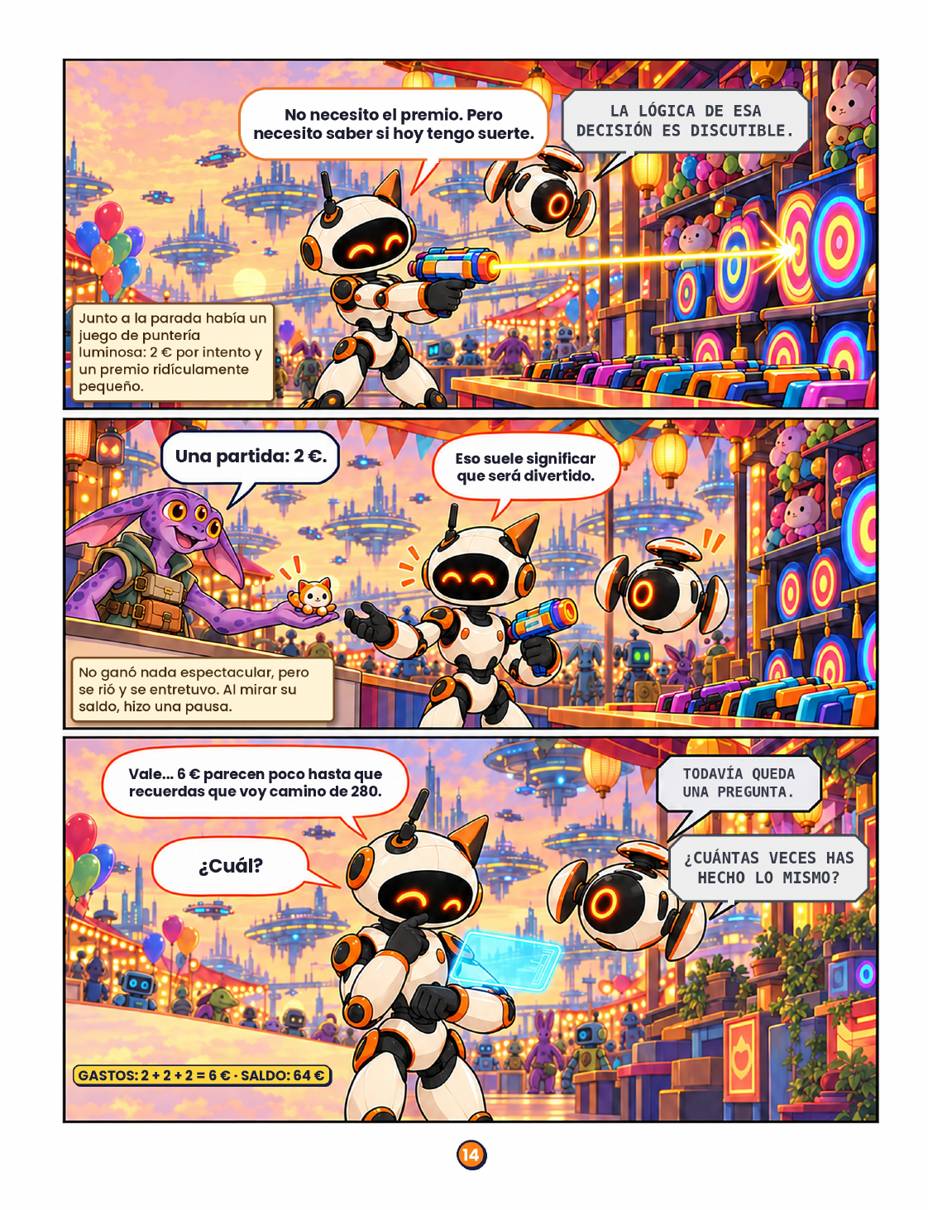 No necesito el premio. Pero
necesito saber si hoy tengo suerte.
LA LÓGICA DE ESA
DECISIÓN ES DISCUTIBLE.
Junto a la parada había un
juego de puntería
luminosa: 2 € por intento y
un premio ridículamente
pequeño.
Una partida: 2 €.
Eso suele significar
que será divertido.
No ganó nada espectacular, pero
se rió y se entretuvo. Al mirar su
saldo, hizo una pausa.
Vale... 6 € parecen poco hasta que
recuerdas que voy camino de 280.
TODAVÍA QUEDA
UNA PREGUNTA.
¿Cuál?
¿CUÁNTAS VECES HAS
HECHO LO MISMO?
GASTOS: 2 + 2 + 2 = 6 € · SALDO: 64 €
14